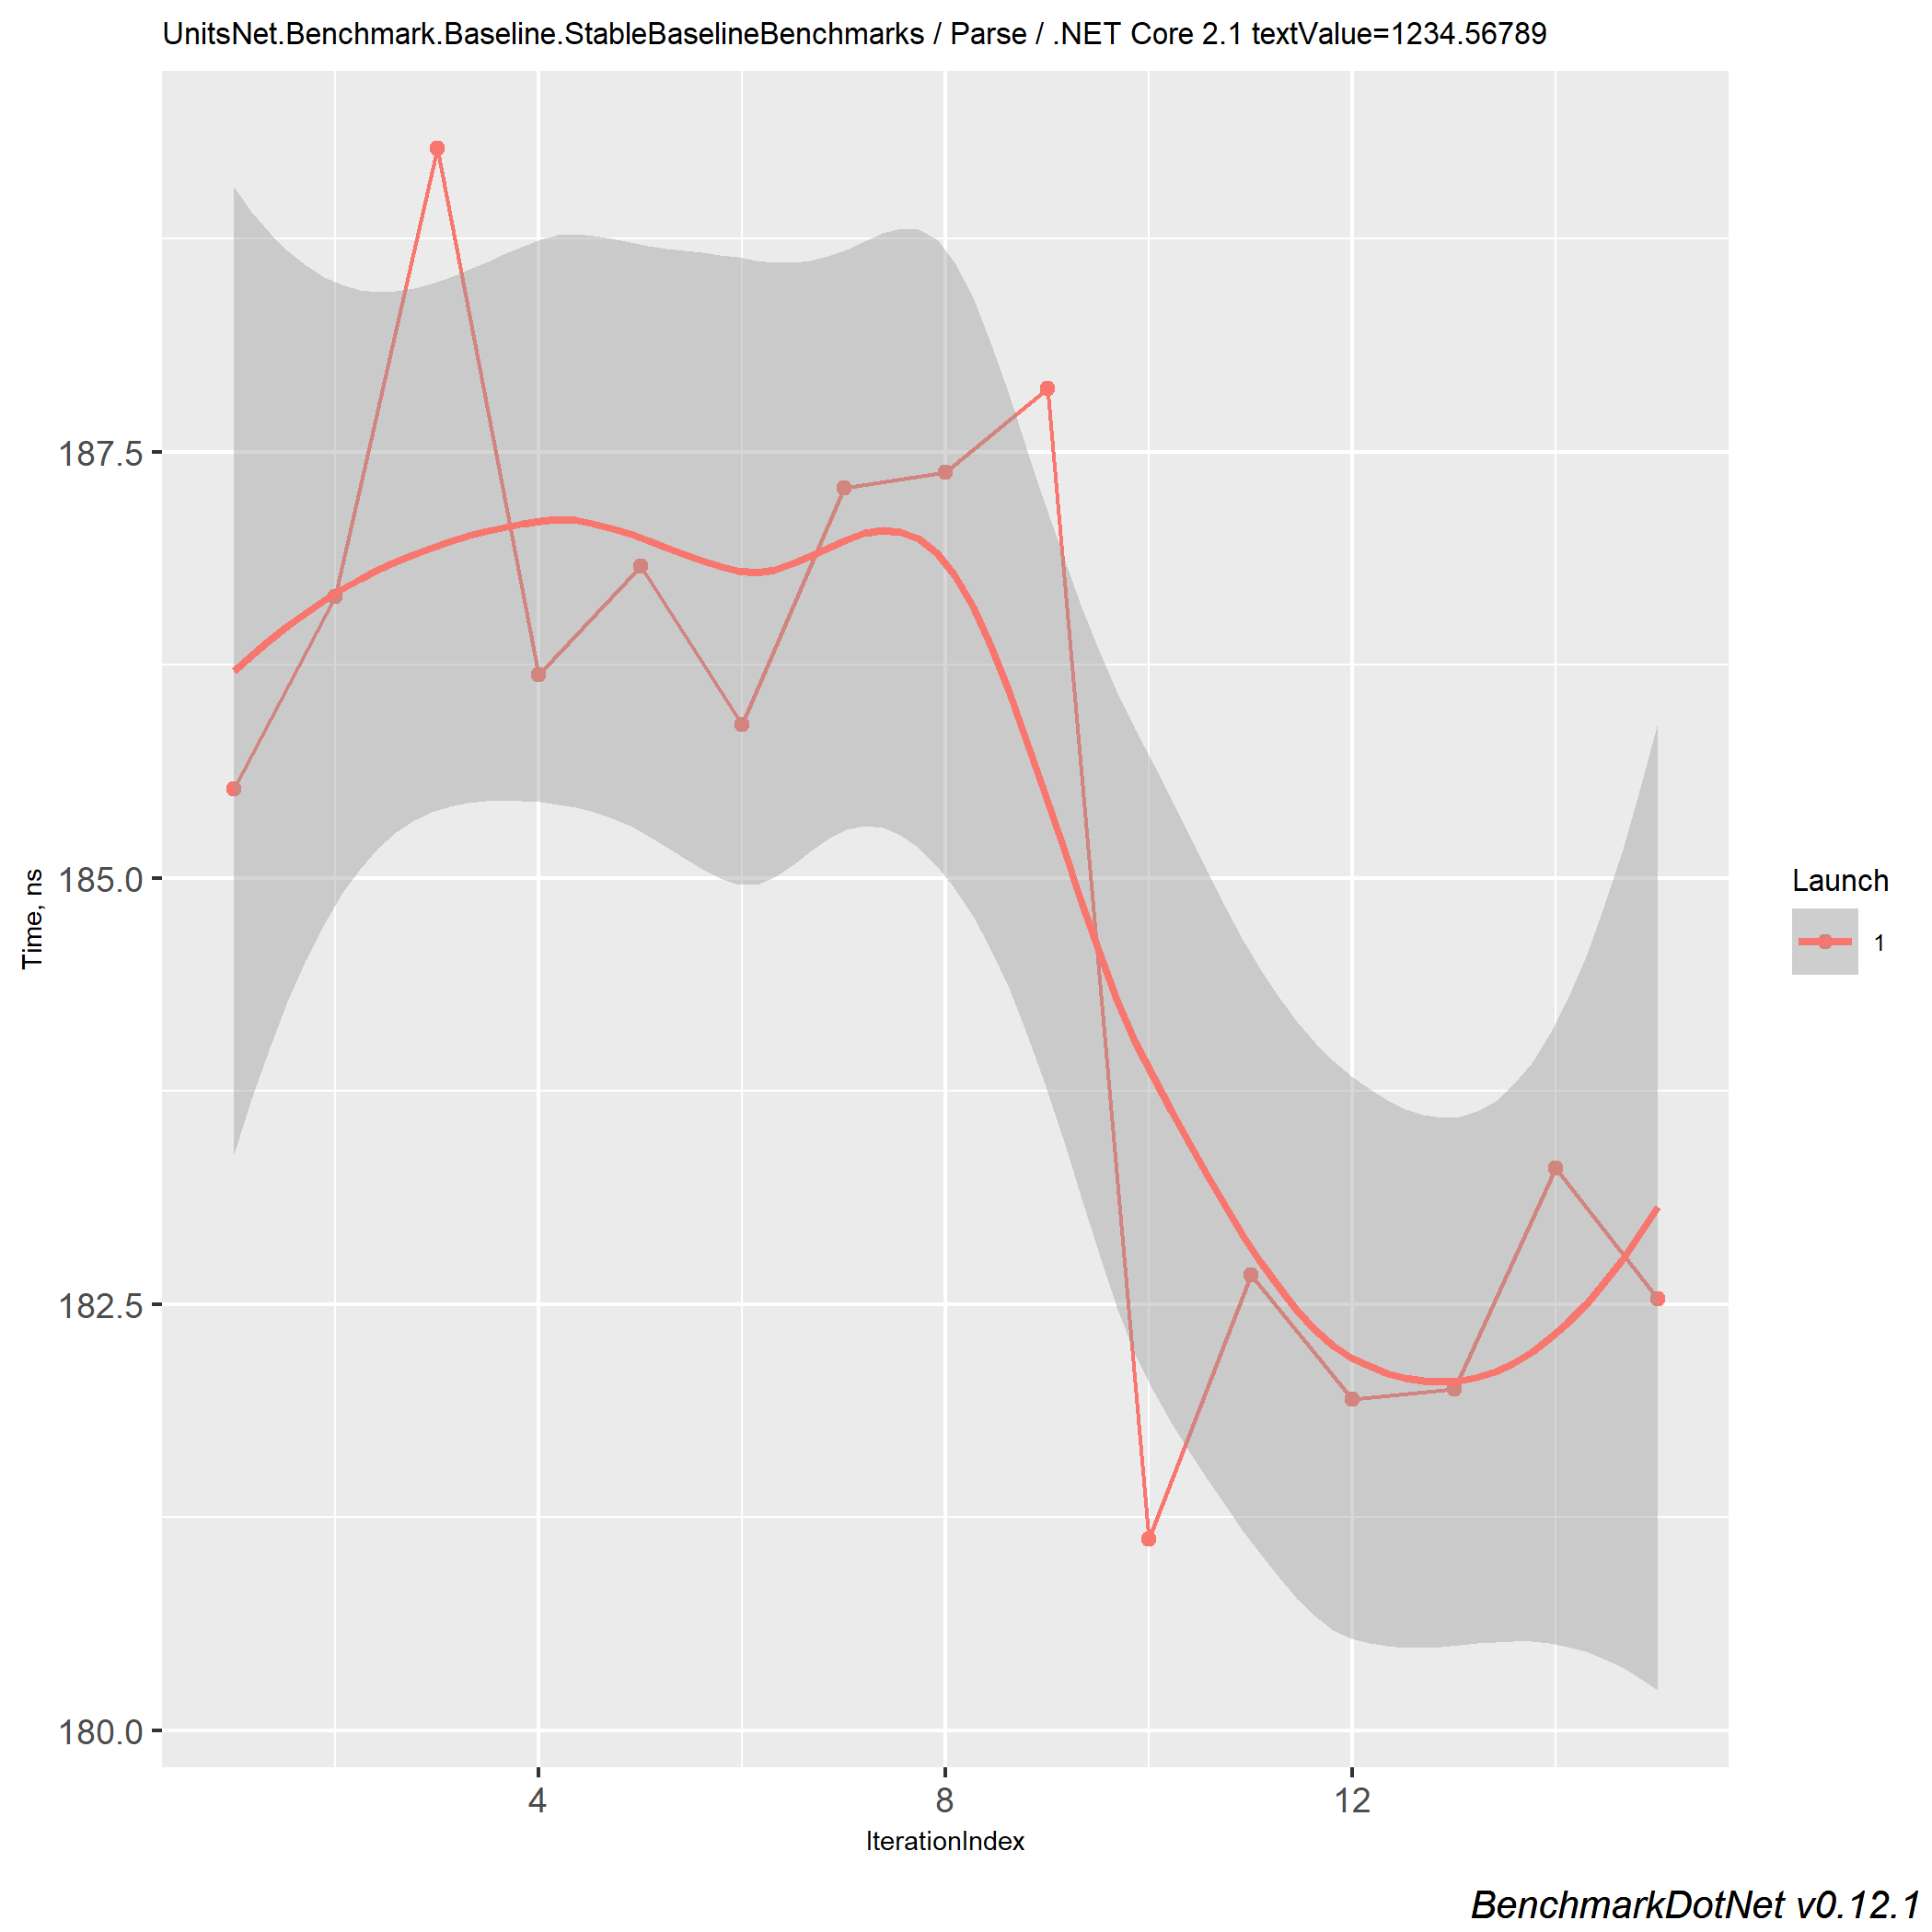 UnitsNet.Benchmark.Baseline.StableBaselineBenchmarks / Parse / .NET Core 2.1 textValue=1234.56789
187.5
185.0
182.5
180.0
Time, ns
4
8
12
IterationIndex
Launch
1
BenchmarkDotNet v0.12.1